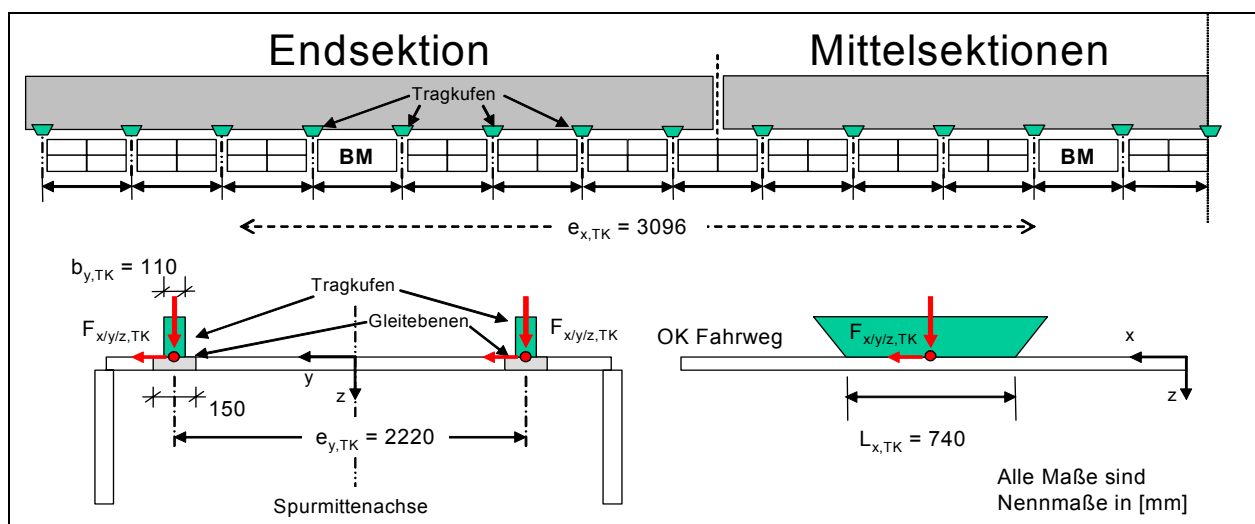 Endsektion
Mittelsektionen
Tragkufen
BM
BM
e_x,TK = 3096
b_y,TK = 110
Tragkufen
F_x/y/z,TK
Gleitebenen
F_x/y/z,TK
y
z
150
e_y,TK = 2220
Spurmittenachse
OK Fahrweg
F_x/y/z,TK
x
z
L_x,TK = 740
Alle Maße sind
Nennmaße in [mm]